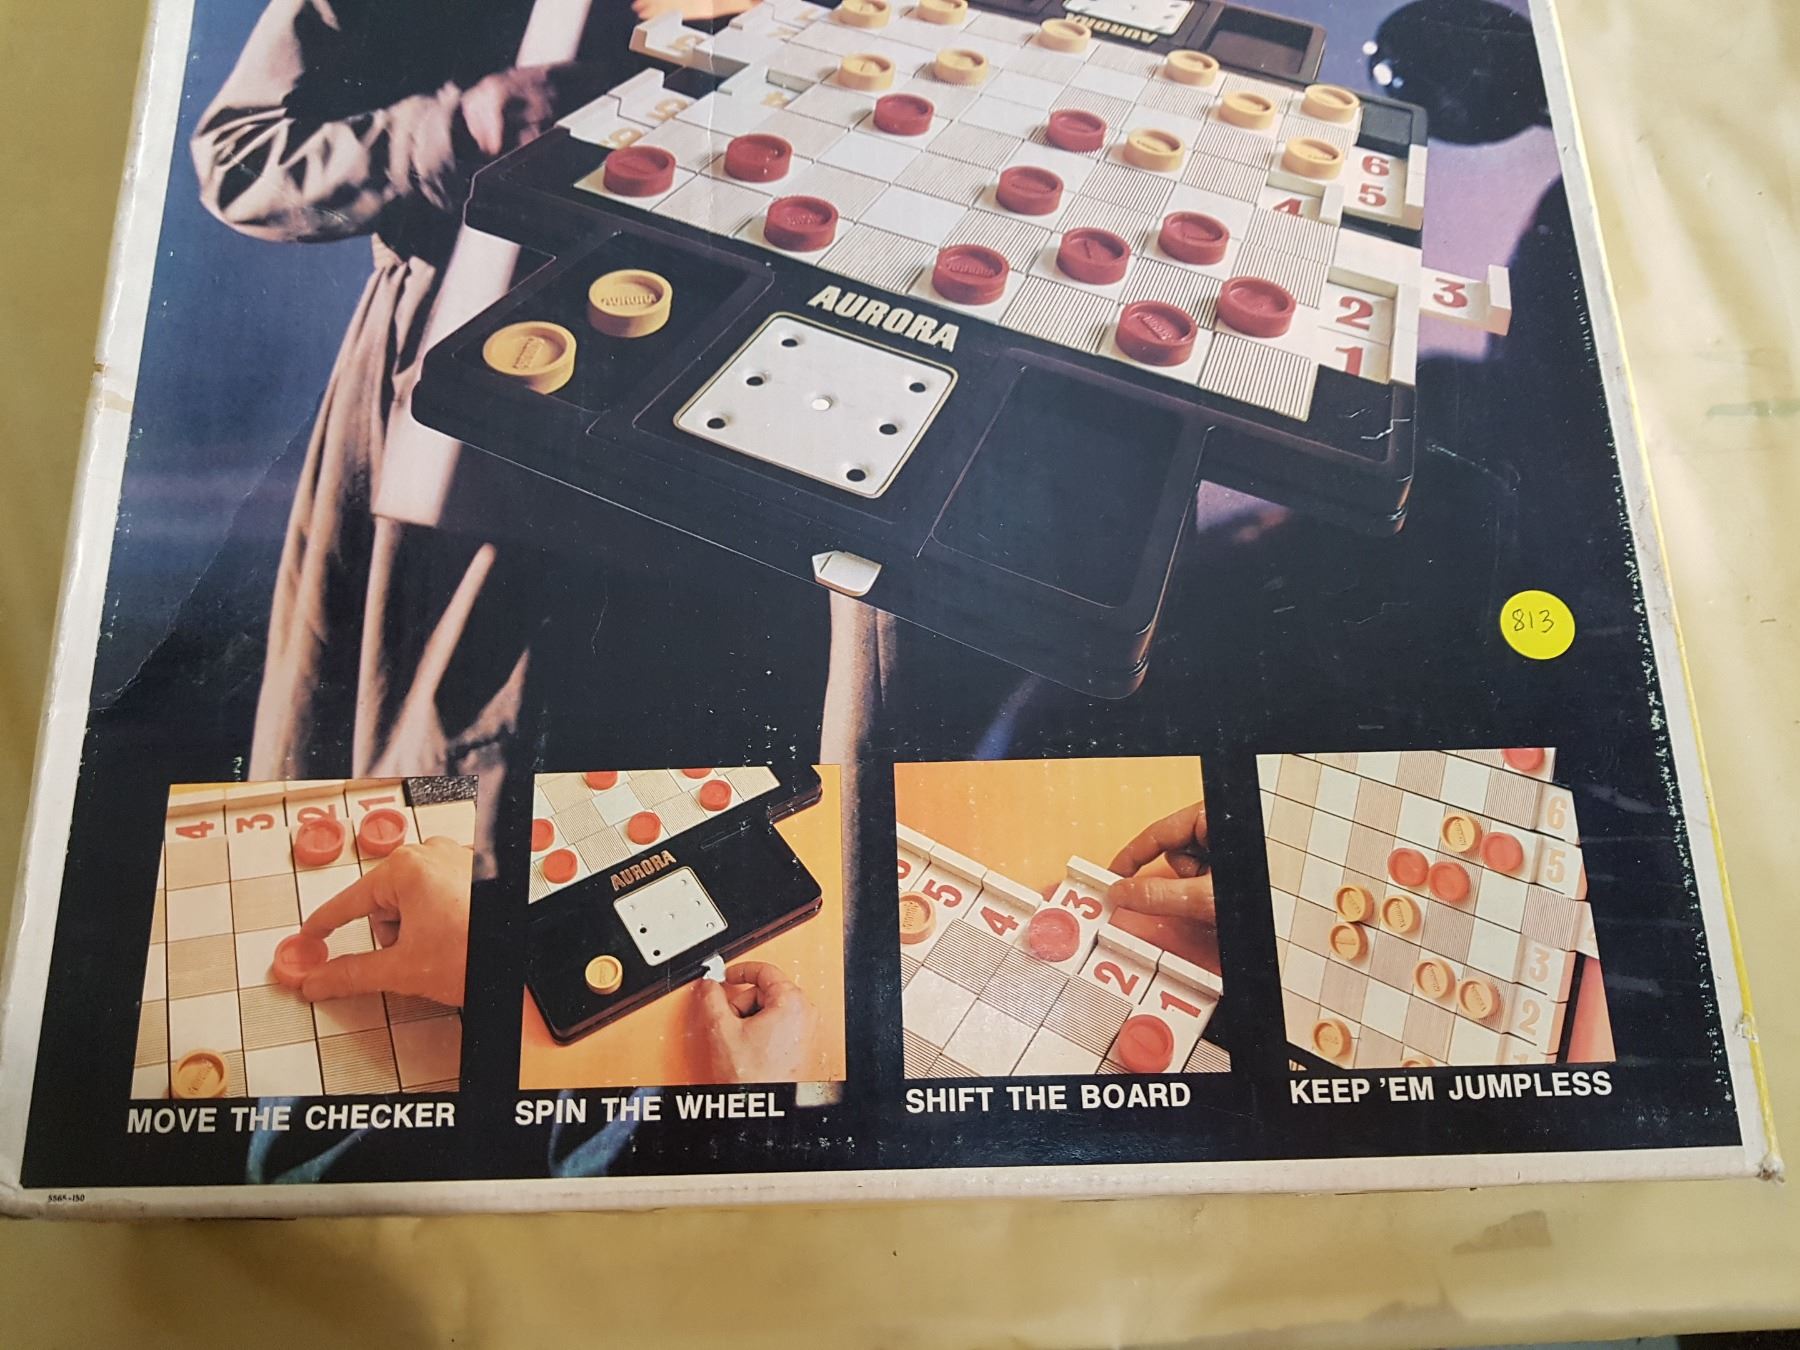 AURORA
6
5
4
3
2
1
AURORA
813
4 3 2 1
AURORA
5 4 3 2 1
6
5
3
2
MOVE THE CHECKER
SPIN THE WHEEL
SHIFT THE BOARD
KEEP 'EM JUMPLESS